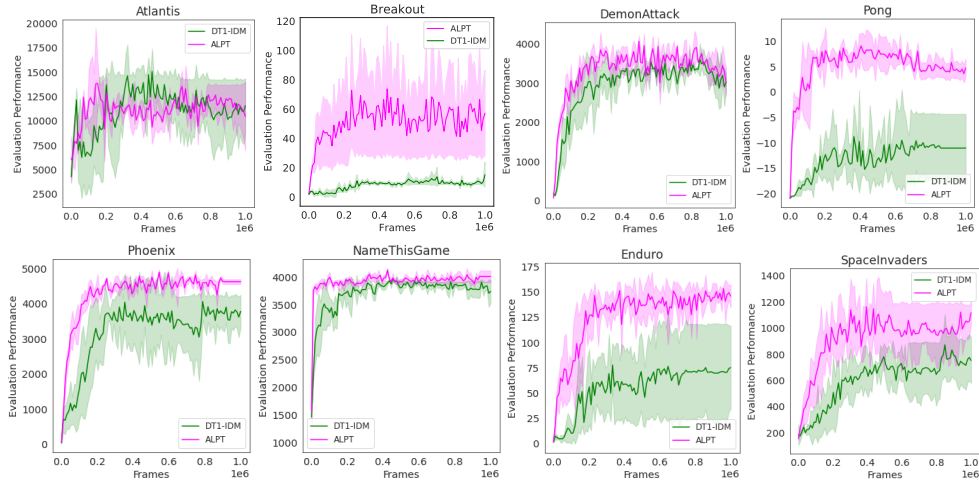 Atlantis
Evaluation Performance
20000
17500
15000
12500
10000
7500
5000
2500
DT1-IDM
ALPT
0.0 0.2 0.4 0.6 0.8 1.0
Frames 1e6
Breakout
Evaluation Performance
120
100
80
60
40
20
0
ALPT
DT1-IDM
0.0 0.2 0.4 0.6 0.8 1.0
Frames 1e6
DemonAttack
Evaluation Performance
4000
3000
2000
1000
0
DT1-IDM
ALPT
0.0 0.2 0.4 0.6 0.8 1.0
Frames 1e6
Pong
Evaluation Performance
10
5
0
−5
−10
−15
−20
DT1-IDM
ALPT
0.0 0.2 0.4 0.6 0.8 1.0
Frames 1e6
Phoenix
Evaluation Performance
5000
4000
3000
2000
1000
0
DT1-IDM
ALPT
0.0 0.2 0.4 0.6 0.8 1.0
Frames 1e6
NameThisGame
Evaluation Performance
4000
3500
3000
2500
2000
1500
1000
DT1-IDM
ALPT
0.0 0.2 0.4 0.6 0.8 1.0
Frames 1e6
Enduro
Evaluation Performance
175
150
125
100
75
50
25
0
DT1-IDM
ALPT
0.0 0.2 0.4 0.6 0.8 1.0
Frames 1e6
SpaceInvaders
Evaluation Performance
1400
1200
1000
800
600
400
200
DT1-IDM
ALPT
0.0 0.2 0.4 0.6 0.8 1.0
Frames 1e6